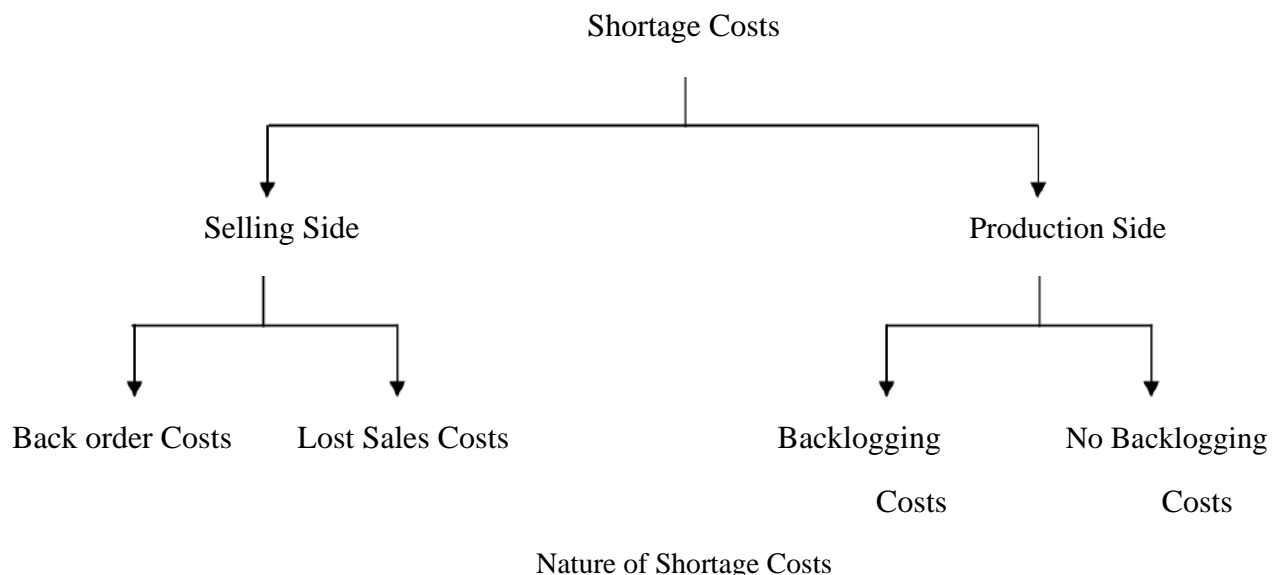 Shortage Costs
Selling Side
Production Side
Back order Costs
Lost Sales Costs
Backlogging
Costs
No Backlogging
Costs
Nature of Shortage Costs